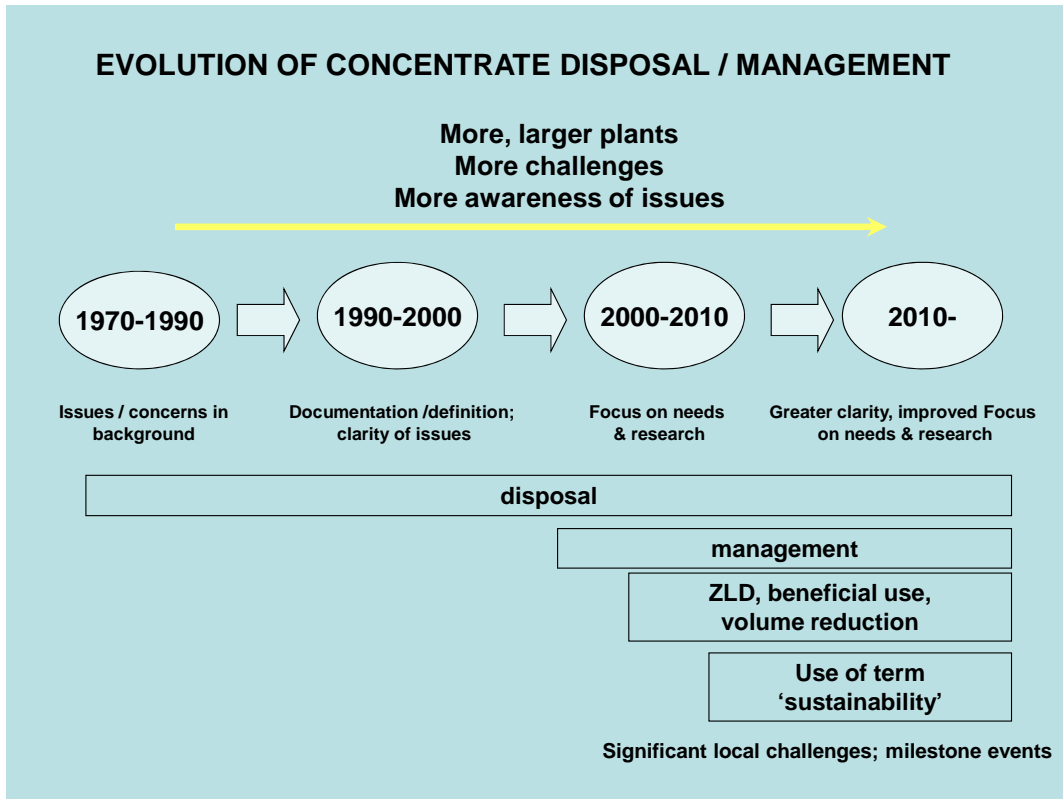 EVOLUTION OF CONCENTRATE DISPOSAL / MANAGEMENT
More, larger plants
More challenges
More awareness of issues
1970-1990
1990-2000
2000-2010
2010-
Issues / concerns in
background
Documentation /definition;
clarity of issues
Focus on needs
& research
Greater clarity, improved Focus
on needs & research
disposal
management
ZLD, beneficial use,
volume reduction
Use of term
‘sustainability’
Significant local challenges; milestone events